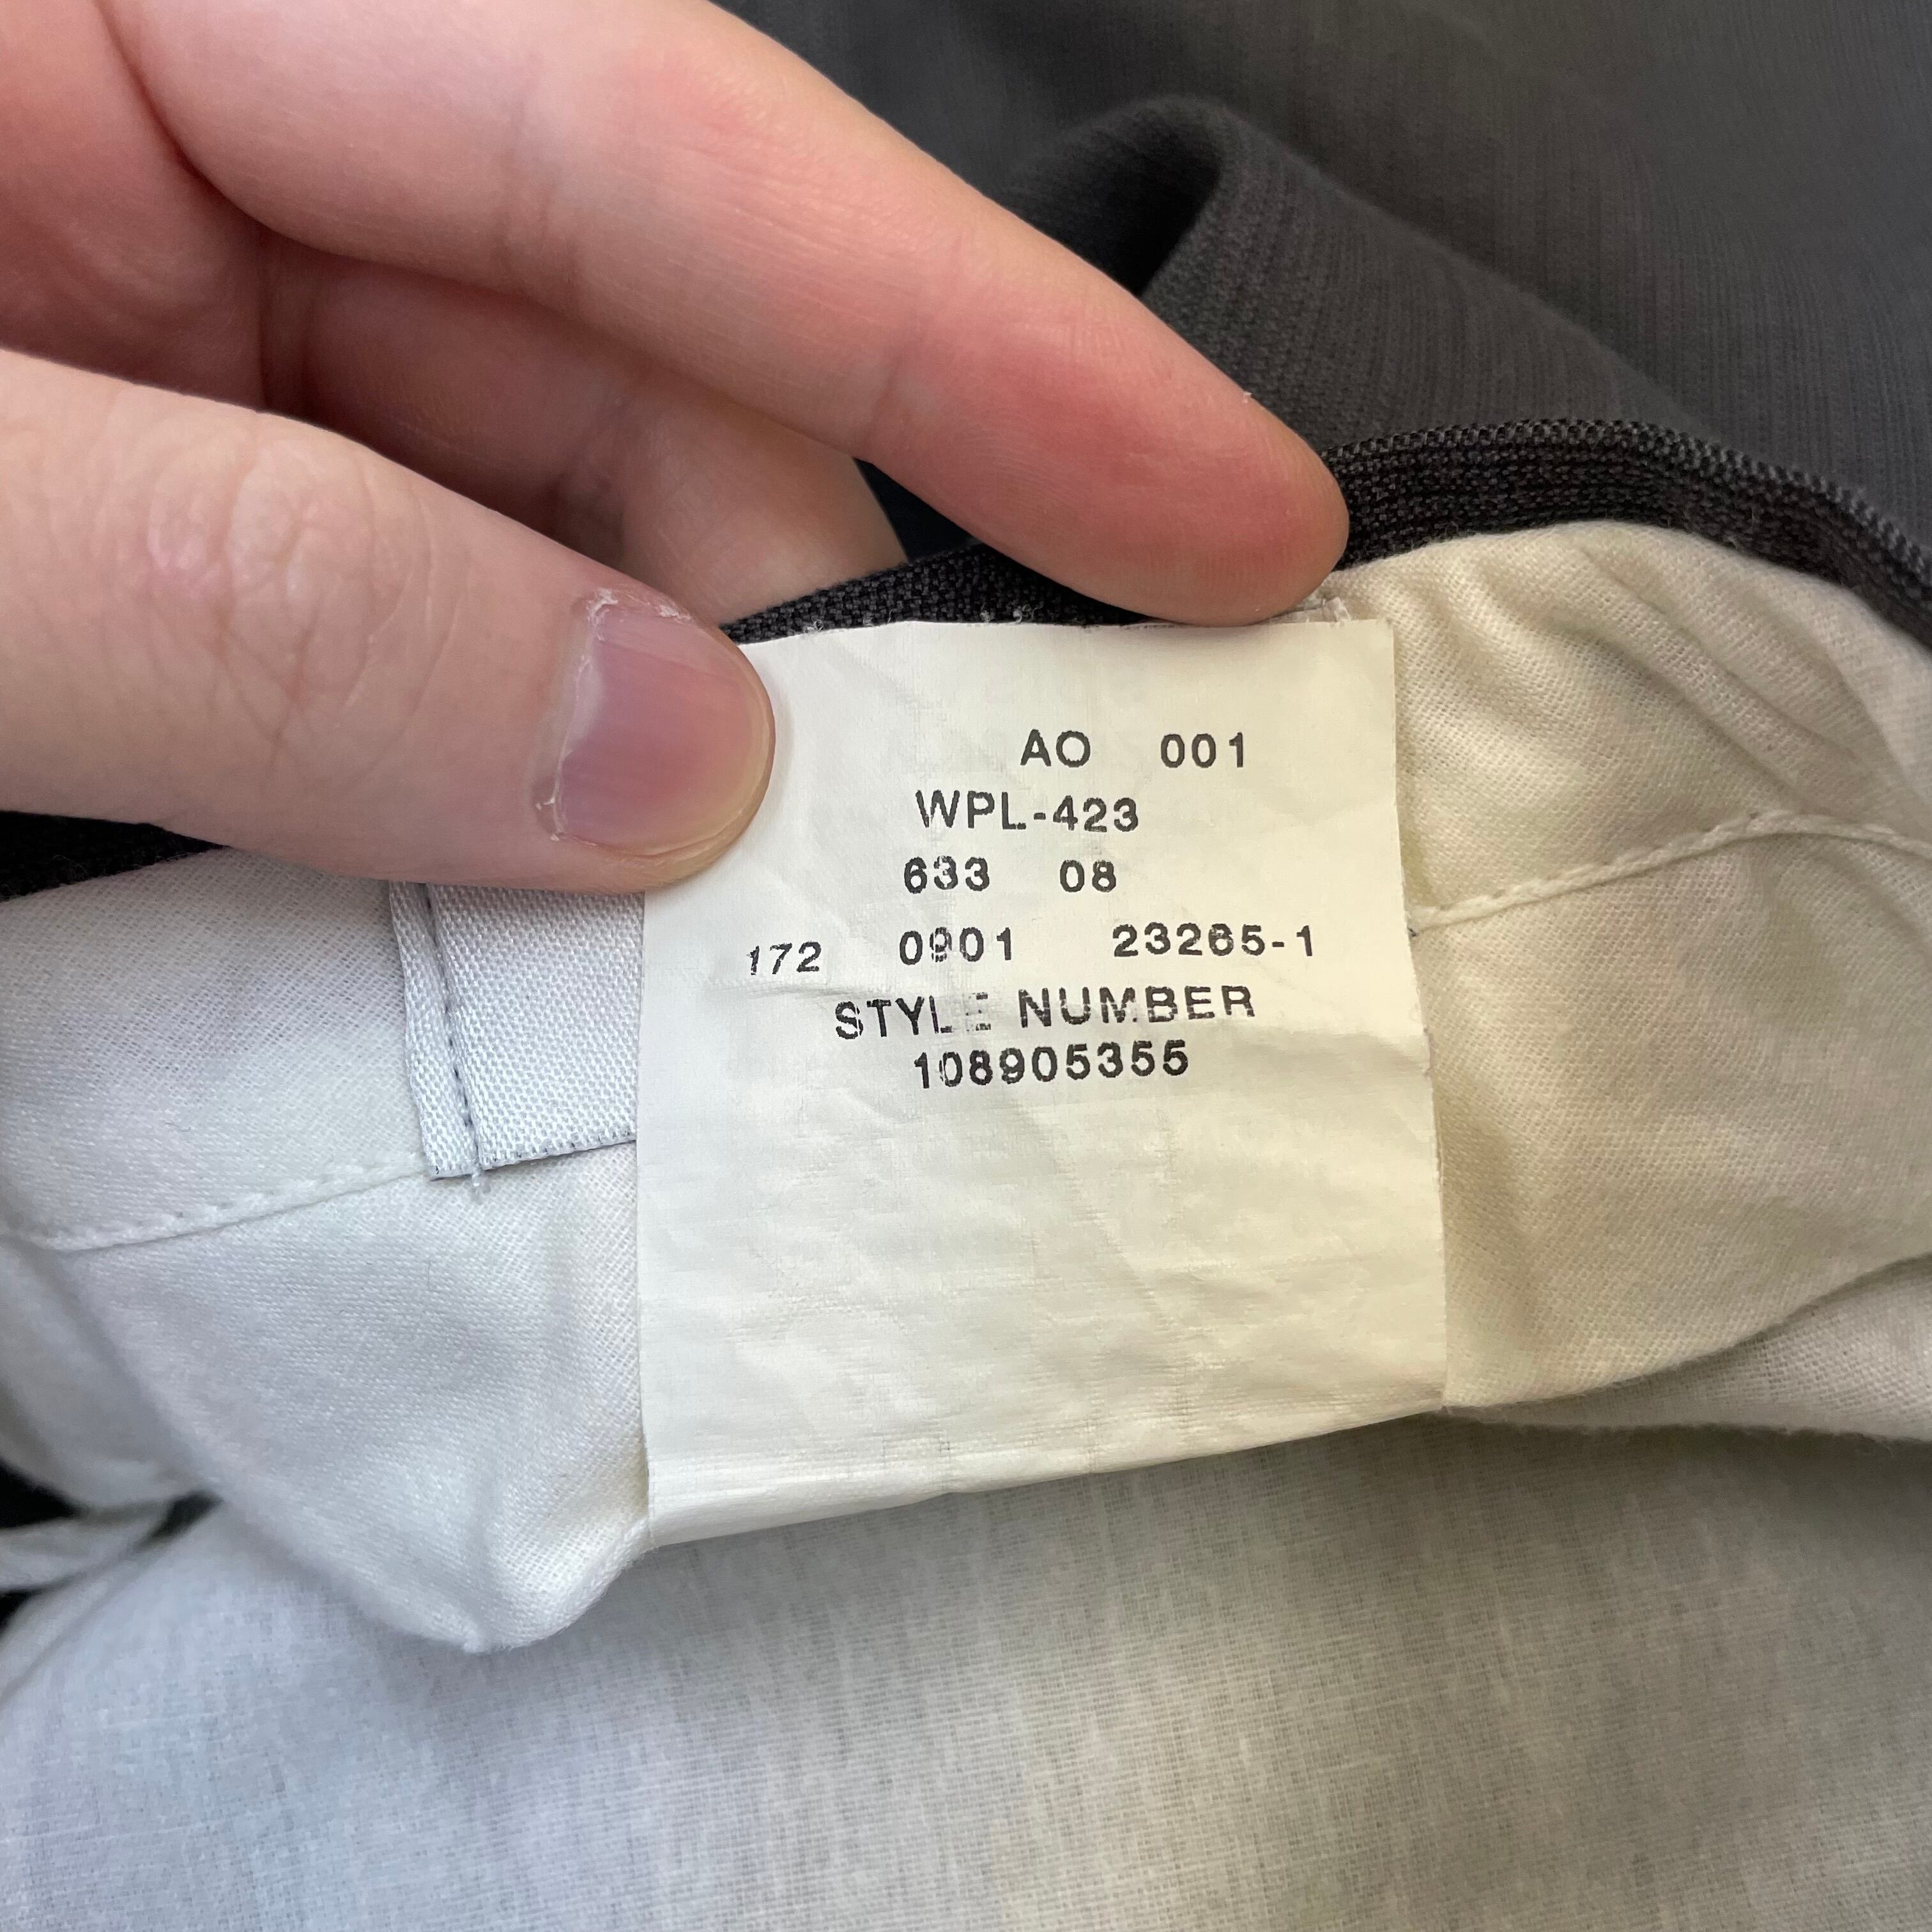 AO 001
WPL-423
633 08
172 0901 23265-1
STYLE NUMBER
108905355